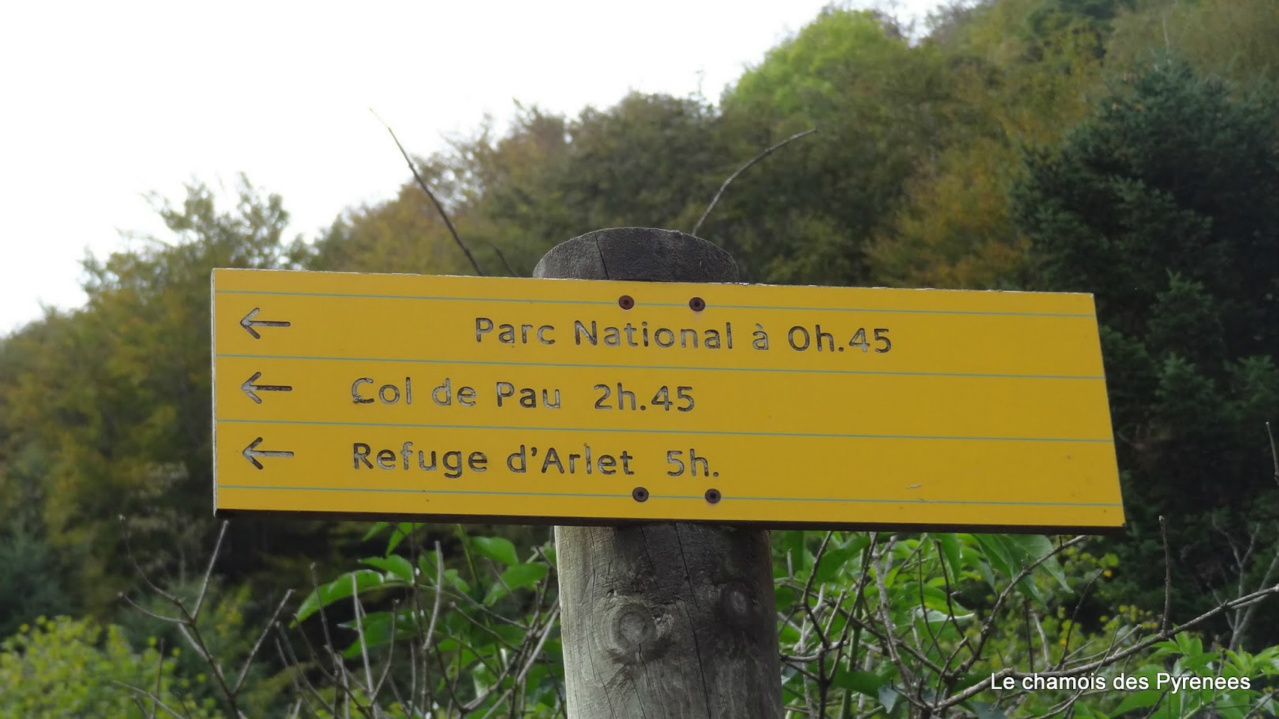 ← Parc National à 0h.45
← Col de Pau 2h.45
← Refuge d'Arlet 5h.
Le chamois des Pyrenees